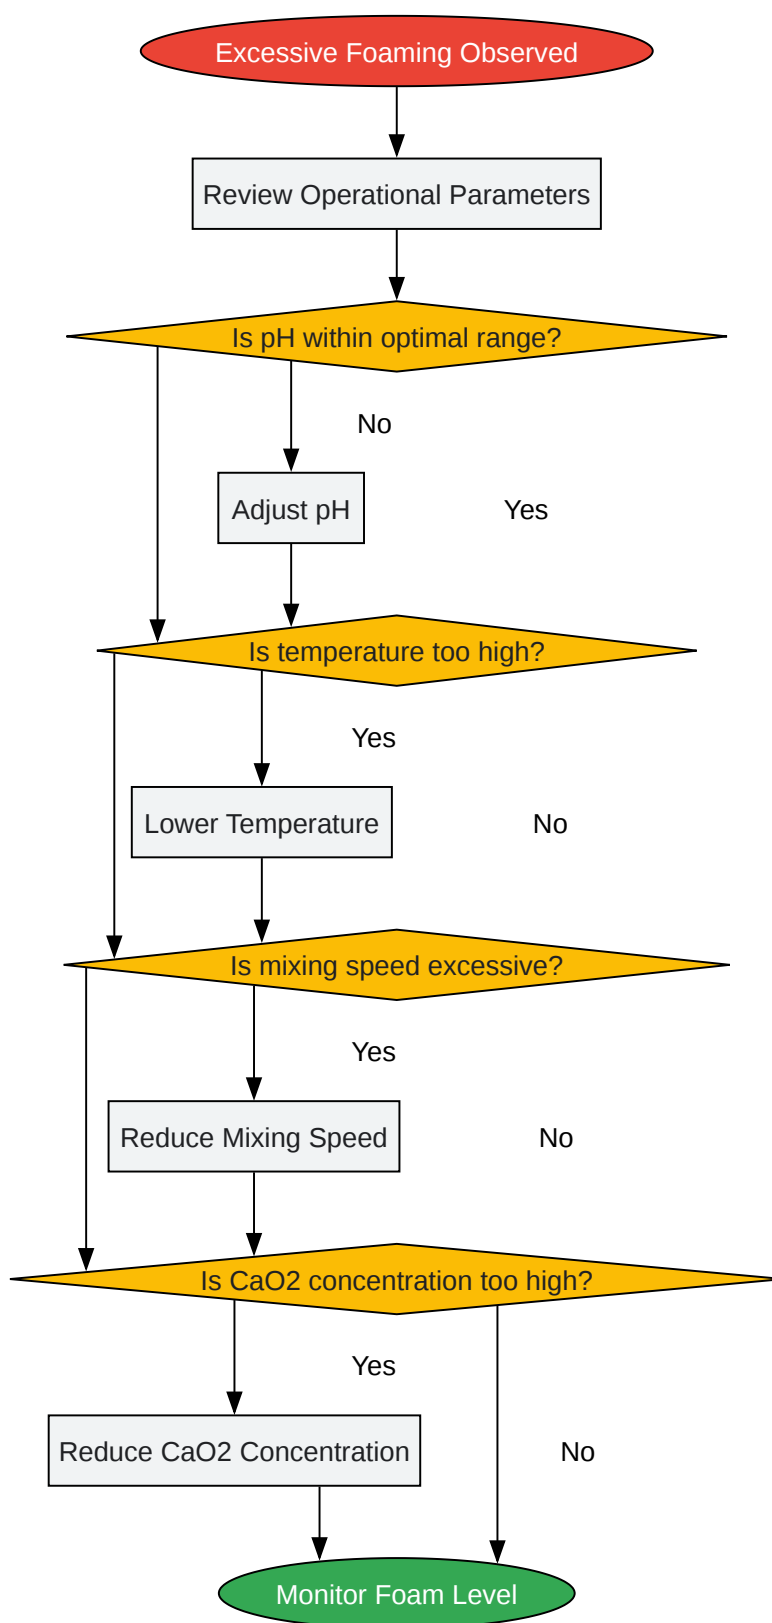 Excessive Foaming Observed
Review Operational Parameters
Is pH within optimal range?
No
Adjust pH
Yes
Is temperature too high?
Yes
Lower Temperature
No
Is mixing speed excessive?
Yes
Reduce Mixing Speed
No
Is CaO2 concentration too high?
Yes
Reduce CaO2 Concentration
No
Monitor Foam Level